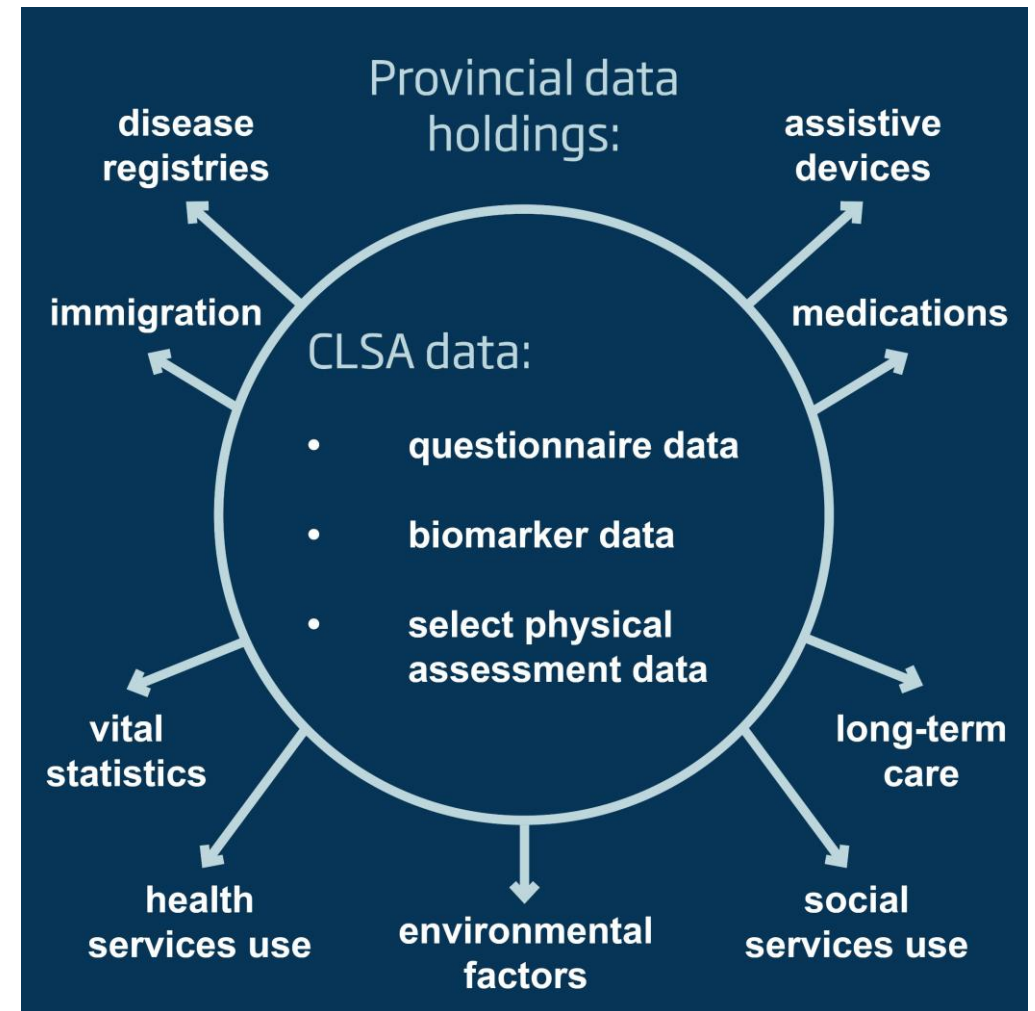 Provincial data
holdings:
disease
registries
assistive
devices
immigration
medications
CLSA data:
• questionnaire data
• biomarker data
• select physical
assessment data
vital
statistics
long-term
care
health
services use
environmental
factors
social
services use